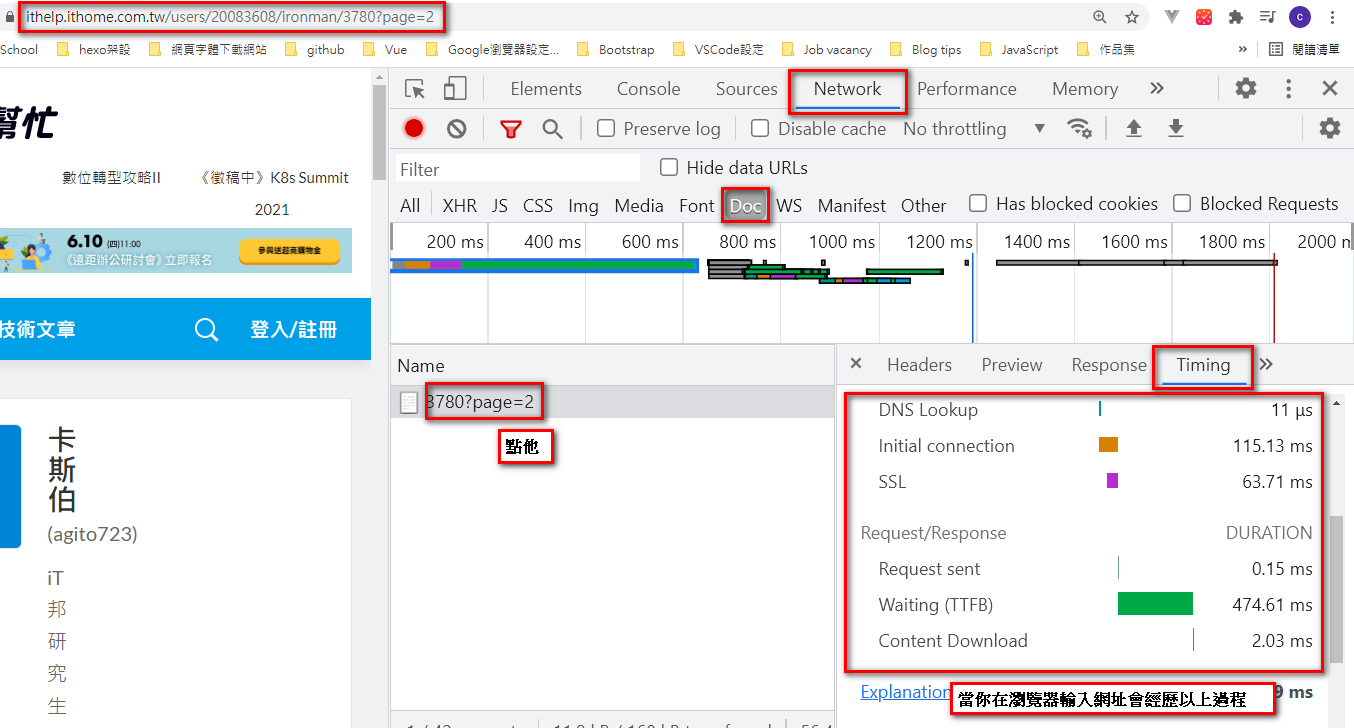 ithelp.ithome.com.tw/users/20083608/ironman/3780?page=2
School hexo架設 網頁字體下載網站 github Vue Google瀏覽器設定... Bootstrap VSCode設定 Job vacancy Blog tips JavaScript 作品集 » 閱讀清單
幫忙
數位轉型攻略II 《徵稿中》K8s Summit
2021
6.10 (四)11:00
《遠距辦公研討會》立即報名
參與送超商購物金
技術文章 登入/註冊
卡
斯
伯
(agito723)
iT
邦
研
究
生
Elements Console Sources Network Performance Memory »
Preserve log Disable cache No throttling
Filter Hide data URLs
All XHR JS CSS Img Media Font Doc WS Manifest Other Has blocked cookies Blocked Requests
200 ms 400 ms 600 ms 800 ms 1000 ms 1200 ms 1400 ms 1600 ms 1800 ms 2000 m
Name
3780?page=2
點他
Headers Preview Response Timing »
DNS Lookup 11 μs
Initial connection 115.13 ms
SSL 63.71 ms
Request/Response DURATION
Request sent 0.15 ms
Waiting (TTFB) 474.61 ms
Content Download 2.03 ms
Explanation 9 ms
當你在瀏覽器輸入網址會經歷以上過程